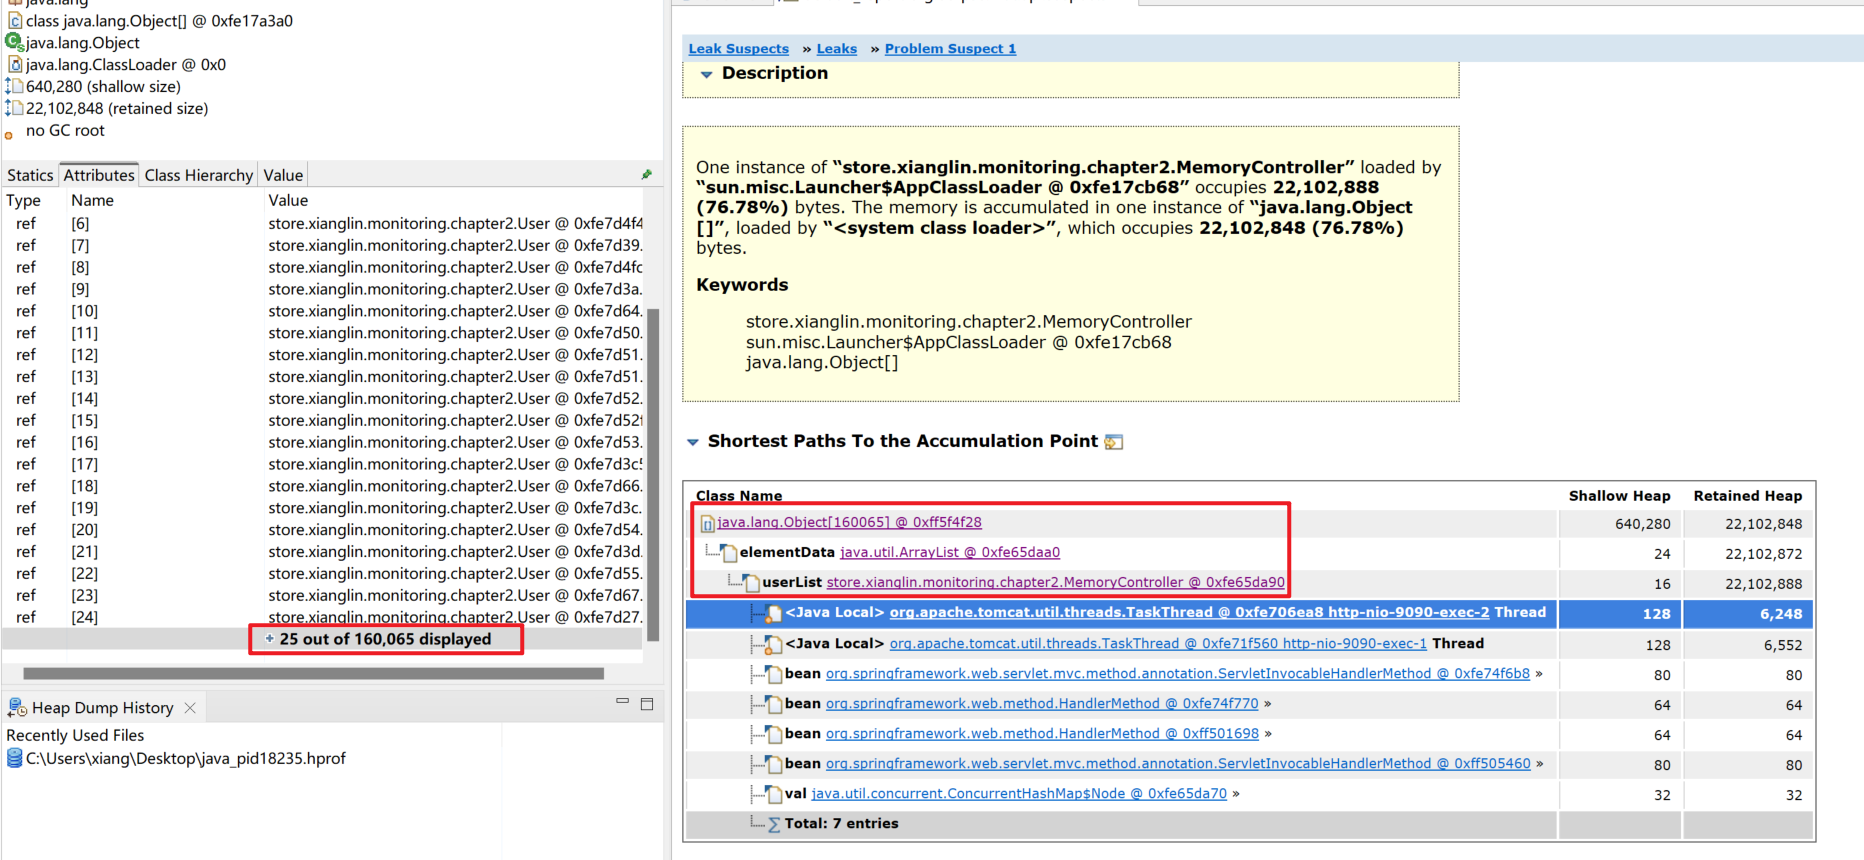 java.lang
class java.lang.Object[] @ 0xfe17a3a0
java.lang.Object
java.lang.ClassLoader @ 0x0
640,280 (shallow size)
22,102,848 (retained size)
no GC root
Statics Attributes Class Hierarchy Value
Type Name Value
ref [6] store.xianglin.monitoring.chapter2.User @ 0xfe7d4f4
ref [7] store.xianglin.monitoring.chapter2.User @ 0xfe7d39.
ref [8] store.xianglin.monitoring.chapter2.User @ 0xfe7d4fc
ref [9] store.xianglin.monitoring.chapter2.User @ 0xfe7d3a.
ref [10] store.xianglin.monitoring.chapter2.User @ 0xfe7d64.
ref [11] store.xianglin.monitoring.chapter2.User @ 0xfe7d50.
ref [12] store.xianglin.monitoring.chapter2.User @ 0xfe7d51.
ref [13] store.xianglin.monitoring.chapter2.User @ 0xfe7d51.
ref [14] store.xianglin.monitoring.chapter2.User @ 0xfe7d52.
ref [15] store.xianglin.monitoring.chapter2.User @ 0xfe7d52f
ref [16] store.xianglin.monitoring.chapter2.User @ 0xfe7d53.
ref [17] store.xianglin.monitoring.chapter2.User @ 0xfe7d3c5
ref [18] store.xianglin.monitoring.chapter2.User @ 0xfe7d66.
ref [19] store.xianglin.monitoring.chapter2.User @ 0xfe7d3c.
ref [20] store.xianglin.monitoring.chapter2.User @ 0xfe7d54.
ref [21] store.xianglin.monitoring.chapter2.User @ 0xfe7d3d.
ref [22] store.xianglin.monitoring.chapter2.User @ 0xfe7d55.
ref [23] store.xianglin.monitoring.chapter2.User @ 0xfe7d67.
ref [24] store.xianglin.monitoring.chapter2.User @ 0xfe7d27.
25 out of 160,065 displayed
Heap Dump History
Recently Used Files
C:\Users\xiang\Desktop\java_pid18235.hprof
Leak Suspects » Leaks » Problem Suspect 1
Description
One instance of “store.xianglin.monitoring.chapter2.MemoryController” loaded by
“sun.misc.Launcher$AppClassLoader @ 0xfe17cb68” occupies 22,102,888
(76.78%) bytes. The memory is accumulated in one instance of “java.lang.Object
[]”, loaded by “<system class loader>”, which occupies 22,102,848 (76.78%)
bytes.
Keywords
store.xianglin.monitoring.chapter2.MemoryController
sun.misc.Launcher$AppClassLoader @ 0xfe17cb68
java.lang.Object[]
Shortest Paths To the Accumulation Point
Class Name Shallow Heap Retained Heap
java.lang.Object[160065] @ 0xff5f4f28 640,280 22,102,848
elementData java.util.ArrayList @ 0xfe65daa0 24 22,102,872
userList store.xianglin.monitoring.chapter2.MemoryController @ 0xfe65da90 16 22,102,888
<Java Local> org.apache.tomcat.util.threads.TaskThread @ 0xfe706ea8 http-nio-9090-exec-2 Thread 128 6,248
<Java Local> org.apache.tomcat.util.threads.TaskThread @ 0xfe71f560 http-nio-9090-exec-1 Thread 128 6,552
bean org.springframework.web.servlet.mvc.method.annotation.ServletInvocableHandlerMethod @ 0xfe74f6b8 » 80 80
bean org.springframework.web.method.HandlerMethod @ 0xfe74f770 » 64 64
bean org.springframework.web.method.HandlerMethod @ 0xff501698 » 64 64
bean org.springframework.web.servlet.mvc.method.annotation.ServletInvocableHandlerMethod @ 0xff505460 » 80 80
val java.util.concurrent.ConcurrentHashMap$Node @ 0xfe65da70 » 32 32
Total: 7 entries